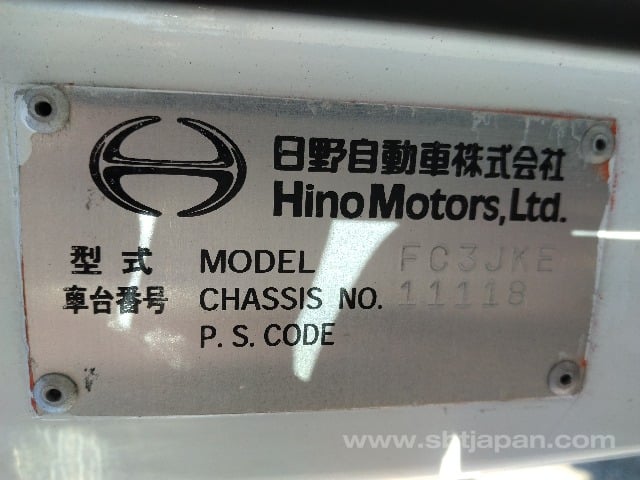 日野自動車株式会社
Hino Motors, Ltd.
型式 MODEL FC3JKE
車台番号 CHASSIS NO. 11118
P. S. CODE
www.sbtjapan.com